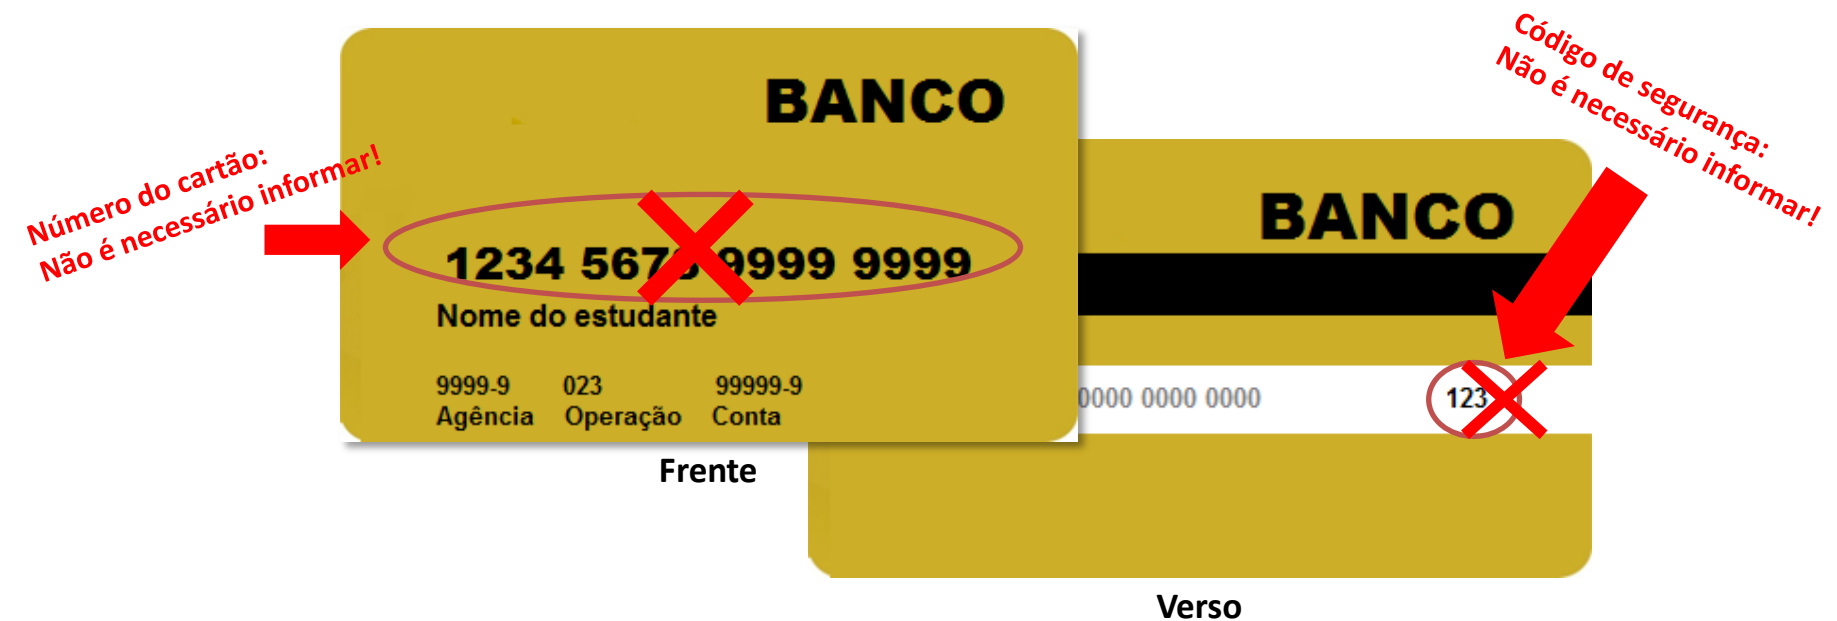 Número do cartão:
Não é necessário informar!
BANCO
1234 5678 9999 9999
Nome do estudante
9999-9 023 99999-9
Agência Operação Conta
Frente
Código de segurança:
Não é necessário informar!
BANCO
0000 0000 0000
123
Verso